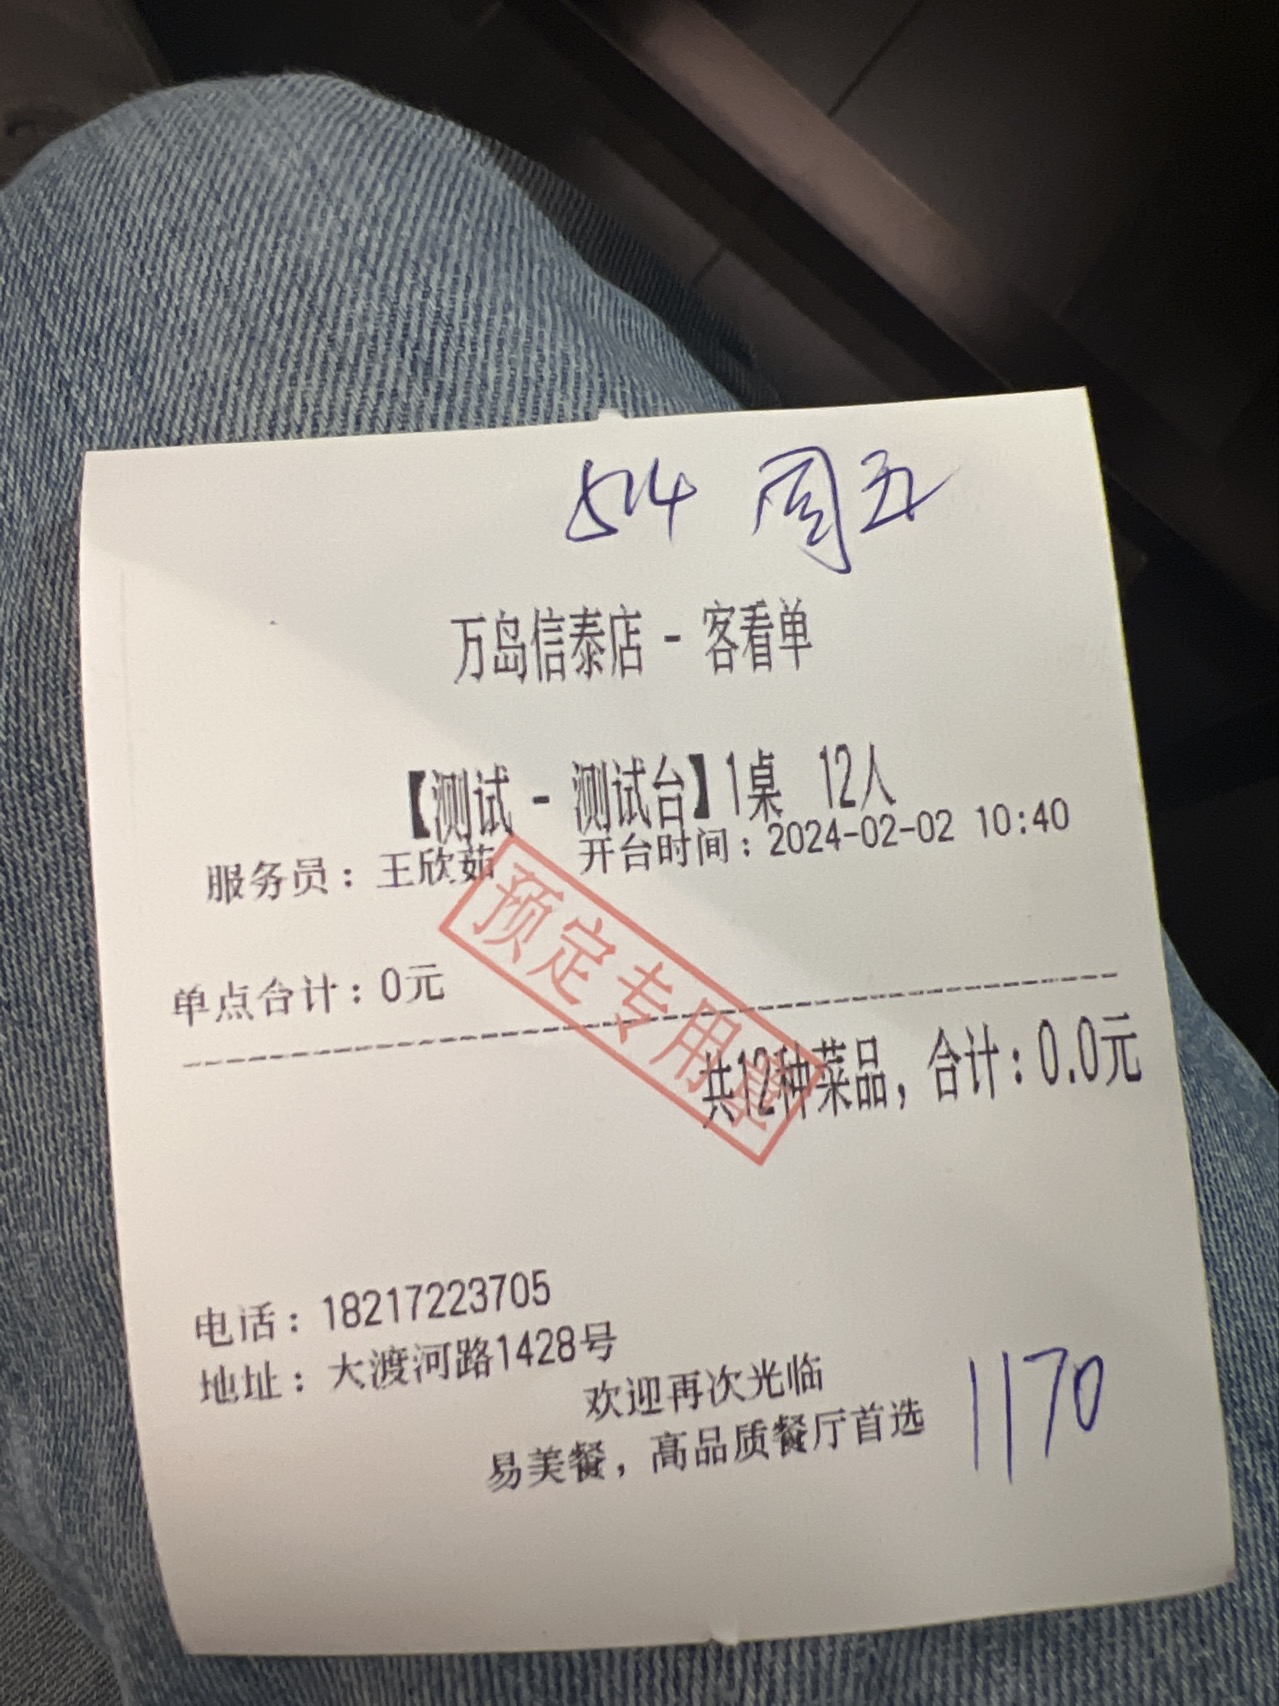 514 周五
万岛信泰店 - 客看单
【测试 - 测试台】1桌 12人
服务员：王欣茹 开台时间：2024-02-02 10:40
预定专用章
单点合计：0元
共12种菜品，合计：0.0元
电话：18217223705
地址：大渡河路1428号
欢迎再次光临
易美餐，高品质餐厅首选
1170